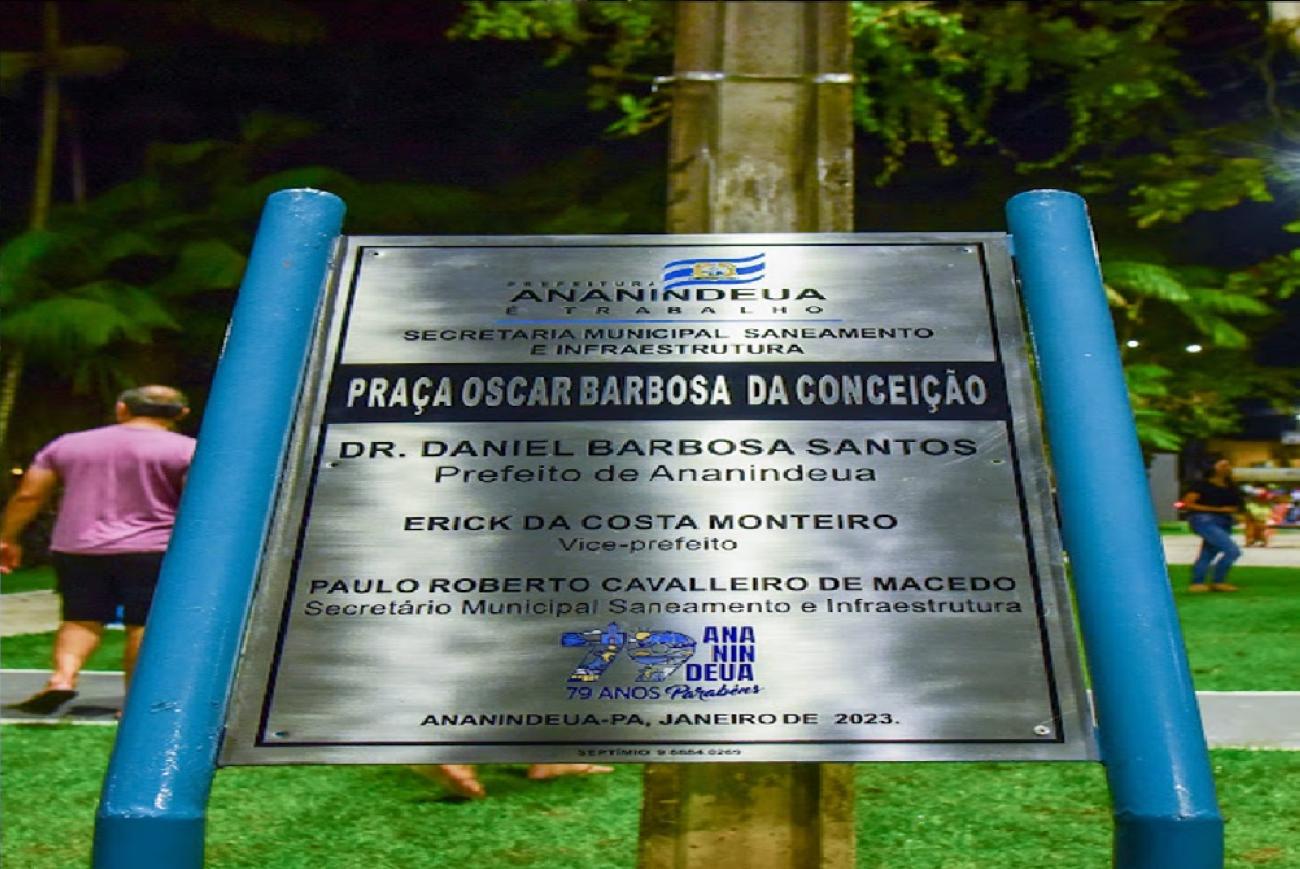 PREFEITURA
ANANINDEUA
É TRABALHO
SECRETARIA MUNICIPAL SANEAMENTO
E INFRAESTRUTURA
PRAÇA OSCAR BARBOSA DA CONCEIÇÃO
DR. DANIEL BARBOSA SANTOS
Prefeito de Ananindeua
ERICK DA COSTA MONTEIRO
Vice-prefeito
PAULO ROBERTO CAVALLEIRO DE MACEDO
Secretário Municipal Saneamento e Infraestrutura
79 ANA
NIN
DEUA
79 ANOS Parabéns
ANANINDEUA-PA, JANEIRO DE 2023.
SEPTÍMIO